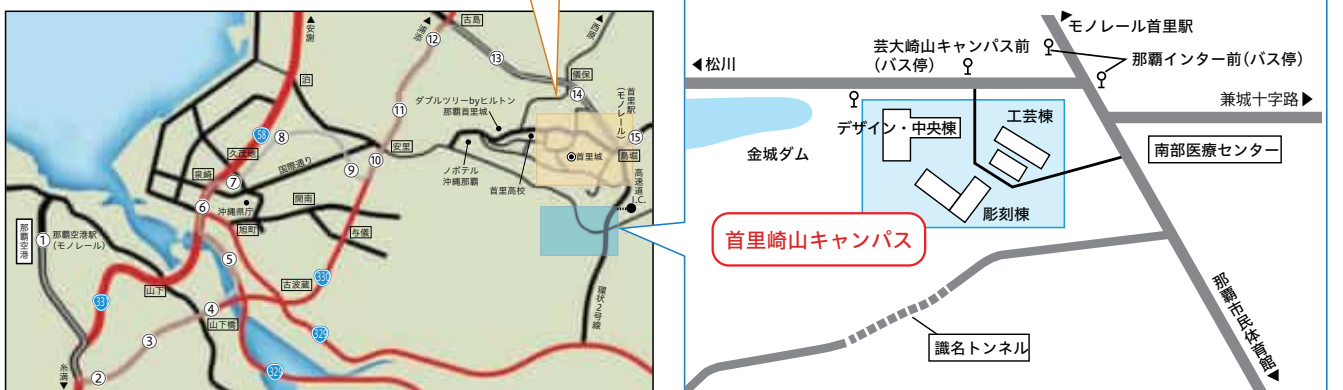 安謝
浦添
古島
西原
⑫
⑬
泊
儀保
⑭
首里駅
(モノレール)
ダブルツリーbyヒルトン
那覇首里城
⑪
58
⑧
久茂地
国際通り
⑩
安里
⑮
鳥堀
首里城
泉崎
⑦
⑨
ノボテル
沖縄那覇
首里高校
高速道
I.C.
⑥
沖縄県庁
開南
那覇空港
①
那覇空港駅
(モノレール)
旭町
与儀
⑤
山下
古波蔵
330
331
④
山下橋
環状2号線
③
329
329
糸満
②
モノレール首里駅
芸大崎山キャンパス前
(バス停)
那覇インター前(バス停)
松川
兼城十字路
デザイン・中央棟
工芸棟
金城ダム
南部医療センター
彫刻棟
首里崎山キャンパス
那覇市民体育館
識名トンネル